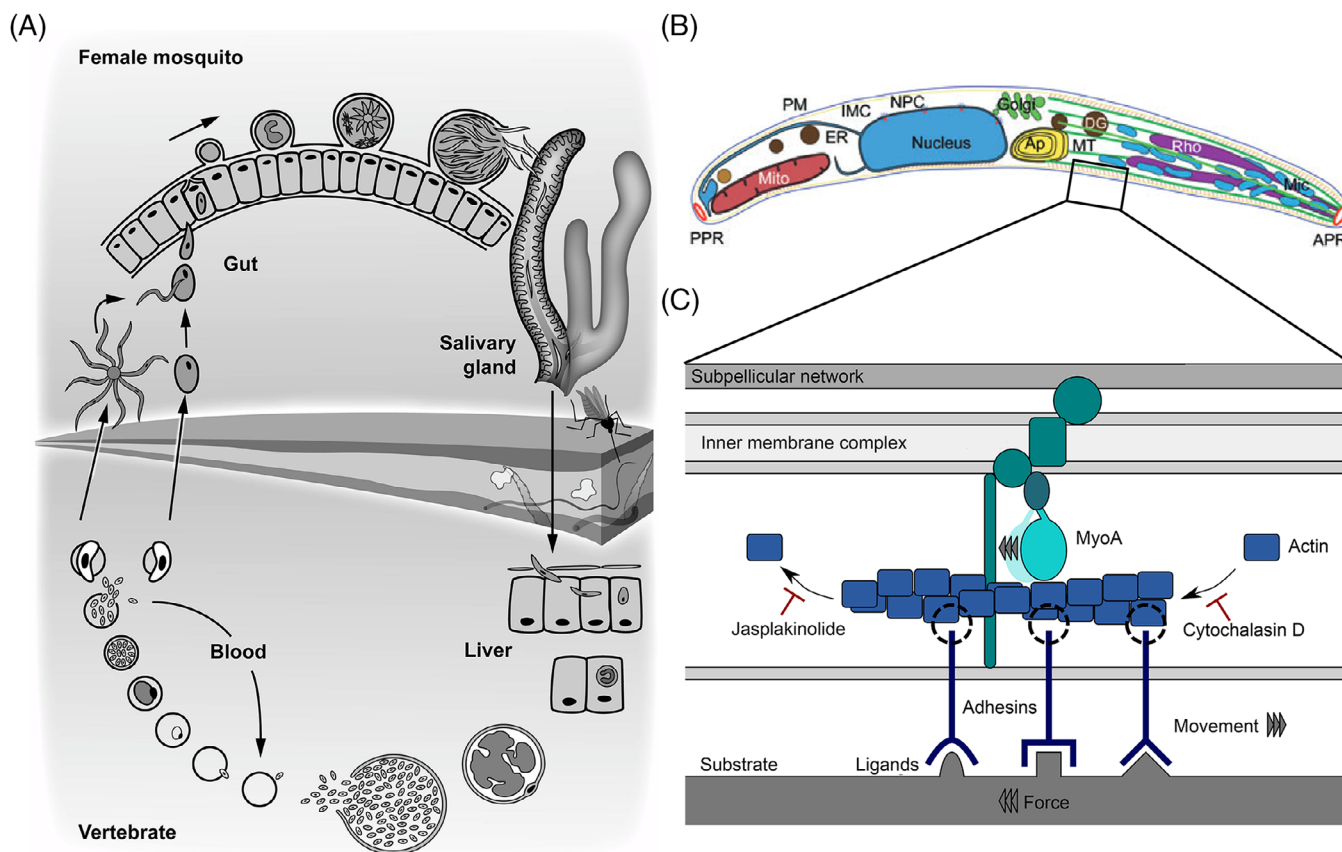 (A)
Female mosquito
Gut
Salivary
gland
Blood
Liver
Vertebrate
(B)
PM
IMC
NPC
Golgi
ER
Nucleus
Ap
DG
MT
Rho
Mito
Mic
PPR
APR
(C)
Subpellicular network
Inner membrane complex
MyoA
Actin
Jasplakinolide
Cytochalasin D
Adhesins
Movement
Substrate
Ligands
Force